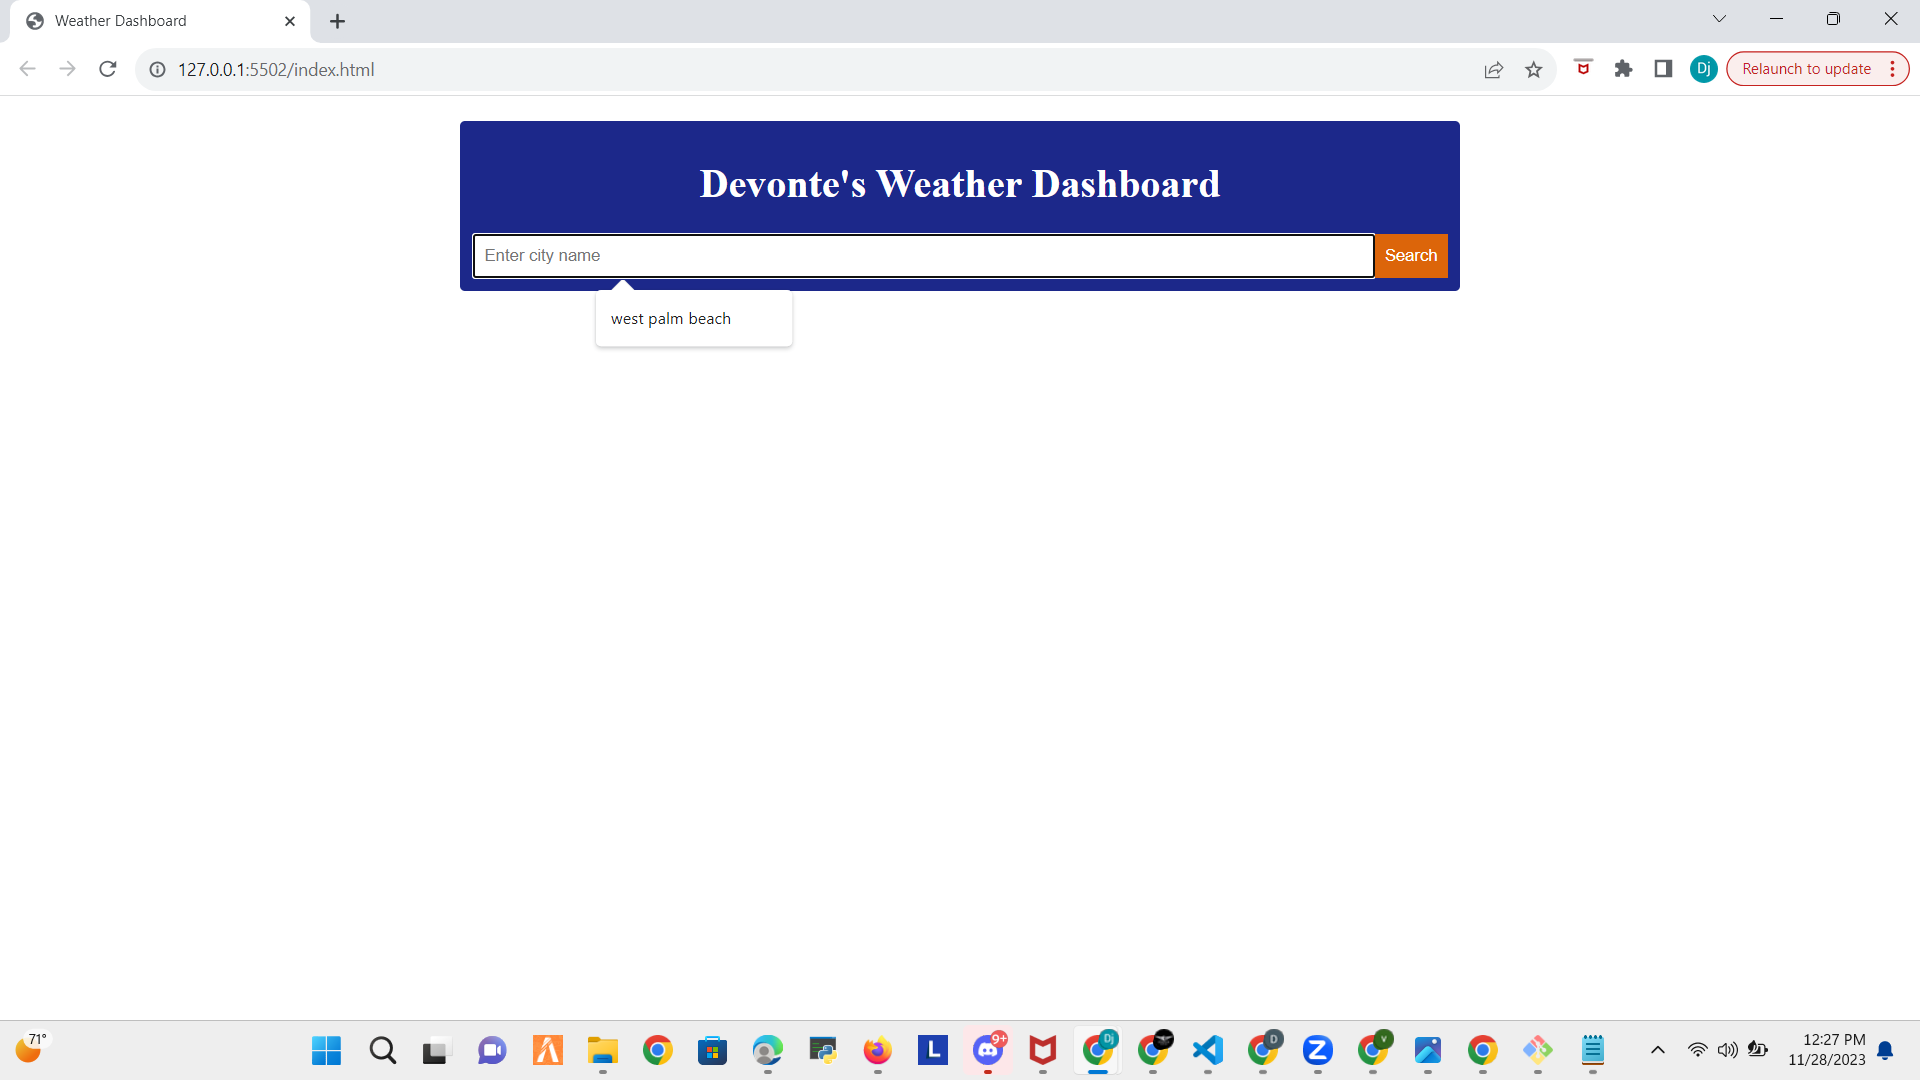 Weather Dashboard
127.0.0.1:5502/index.html
Dj
Relaunch to update
Devonte's Weather Dashboard
Enter city name
Search
west palm beach
71°
L
9+
Dj
D
Z
V
12:27 PM
11/28/2023